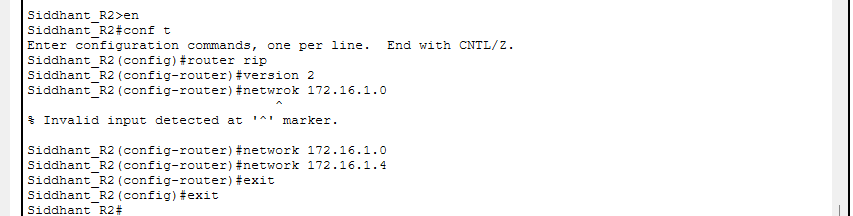 Siddhant_R2>en
Siddhant_R2#conf t
Enter configuration commands, one per line.  End with CNTL/Z.
Siddhant_R2(config)#router rip
Siddhant_R2(config-router)#version 2
Siddhant_R2(config-router)#netwrok 172.16.1.0
                                ^
% Invalid input detected at '^' marker.

Siddhant_R2(config-router)#network 172.16.1.0
Siddhant_R2(config-router)#network 172.16.1.4
Siddhant_R2(config-router)#exit
Siddhant_R2(config)#exit
Siddhant_R2#